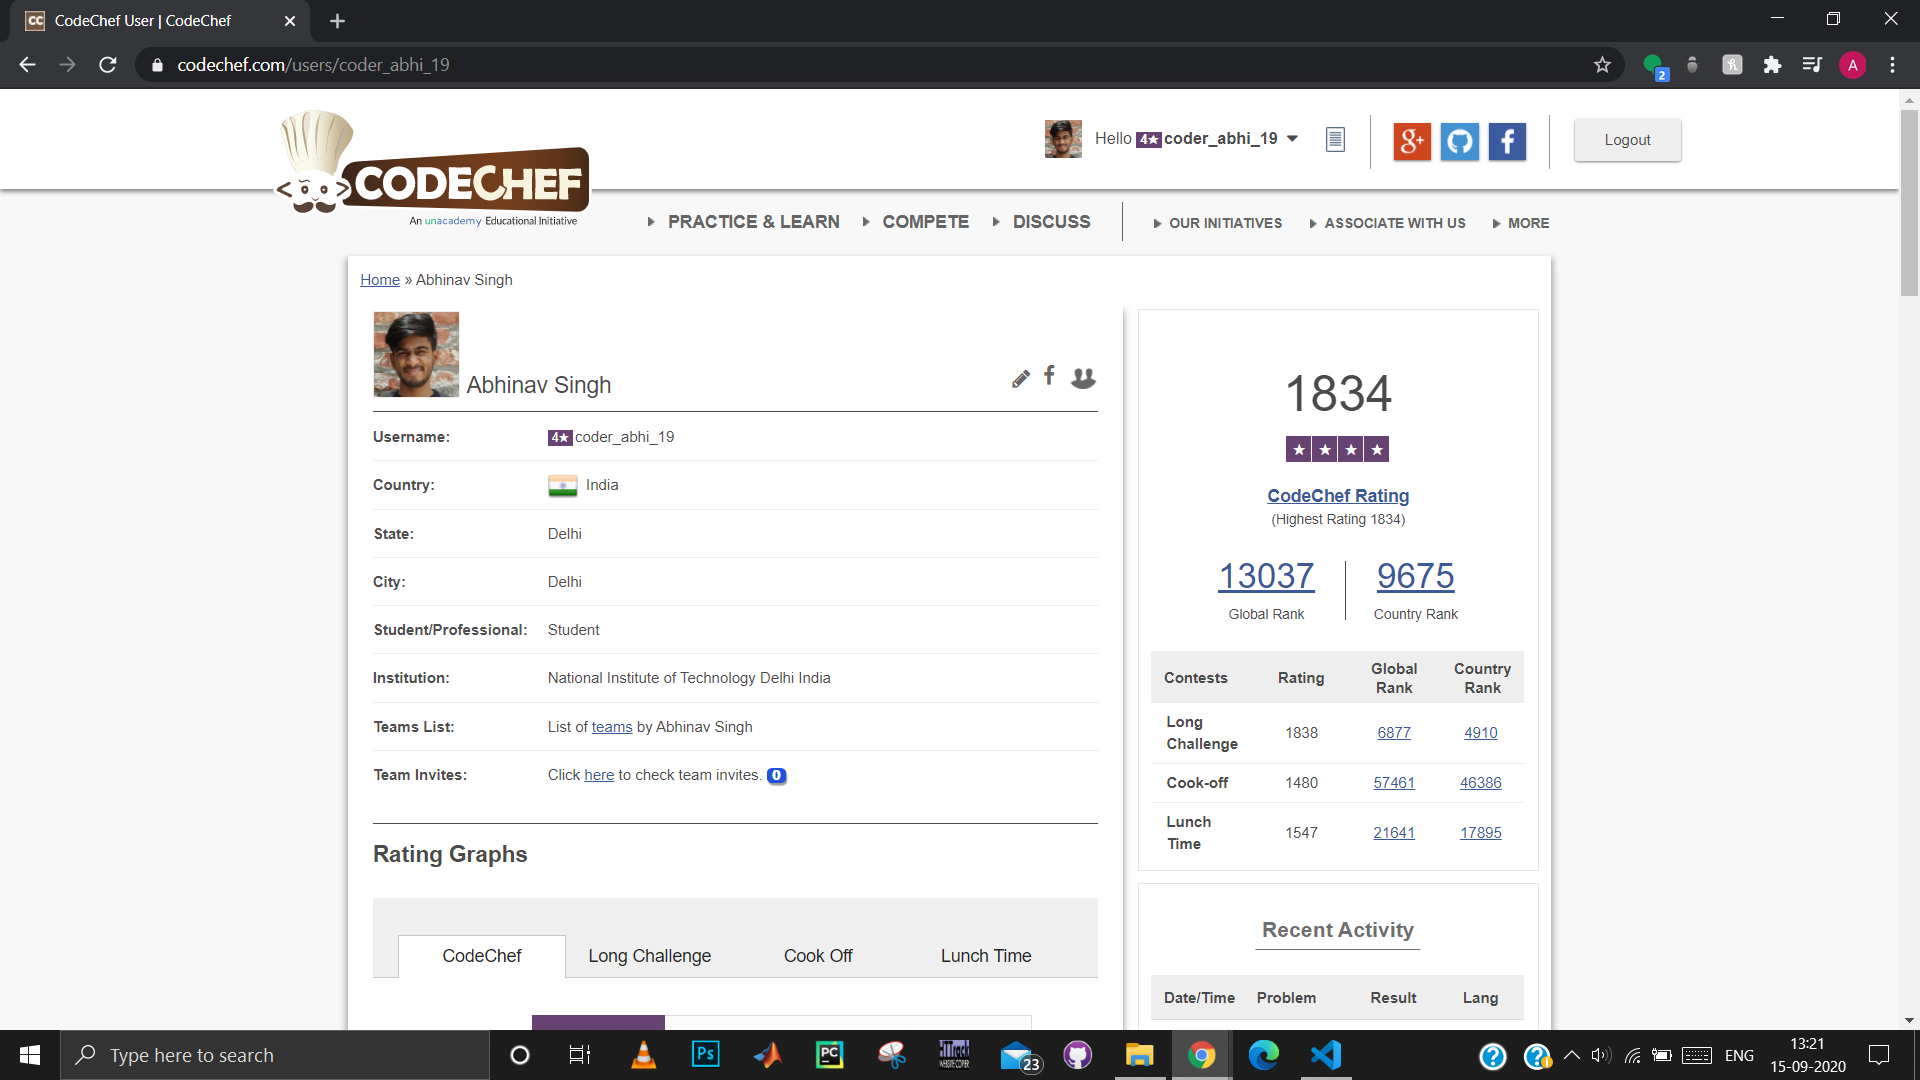 CodeChef User | CodeChef
codechef.com/users/coder_abhi_19
2
A
Hello 4★ coder_abhi_19
Logout
CODECHEF
An unacademy Educational Initiative
PRACTICE & LEARN COMPETE DISCUSS OUR INITIATIVES ASSOCIATE WITH US MORE
Home » Abhinav Singh
Abhinav Singh
Username: 4★ coder_abhi_19
Country: India
State: Delhi
City: Delhi
Student/Professional: Student
Institution: National Institute of Technology Delhi India
Teams List: List of teams by Abhinav Singh
Team Invites: Click here to check team invites. 0
Rating Graphs
CodeChef Long Challenge Cook Off Lunch Time
1834
★ ★ ★ ★
CodeChef Rating
(Highest Rating 1834)
13037 9675
Global Rank Country Rank
Contests Rating Global Rank Country Rank
Long Challenge 1838 6877 4910
Cook-off 1480 57461 46386
Lunch Time 1547 21641 17895
Recent Activity
Date/Time Problem Result Lang
Type here to search
Ps
PC
HTTrack
WEBSITE COPIER
23
ENG
13:21
15-09-2020